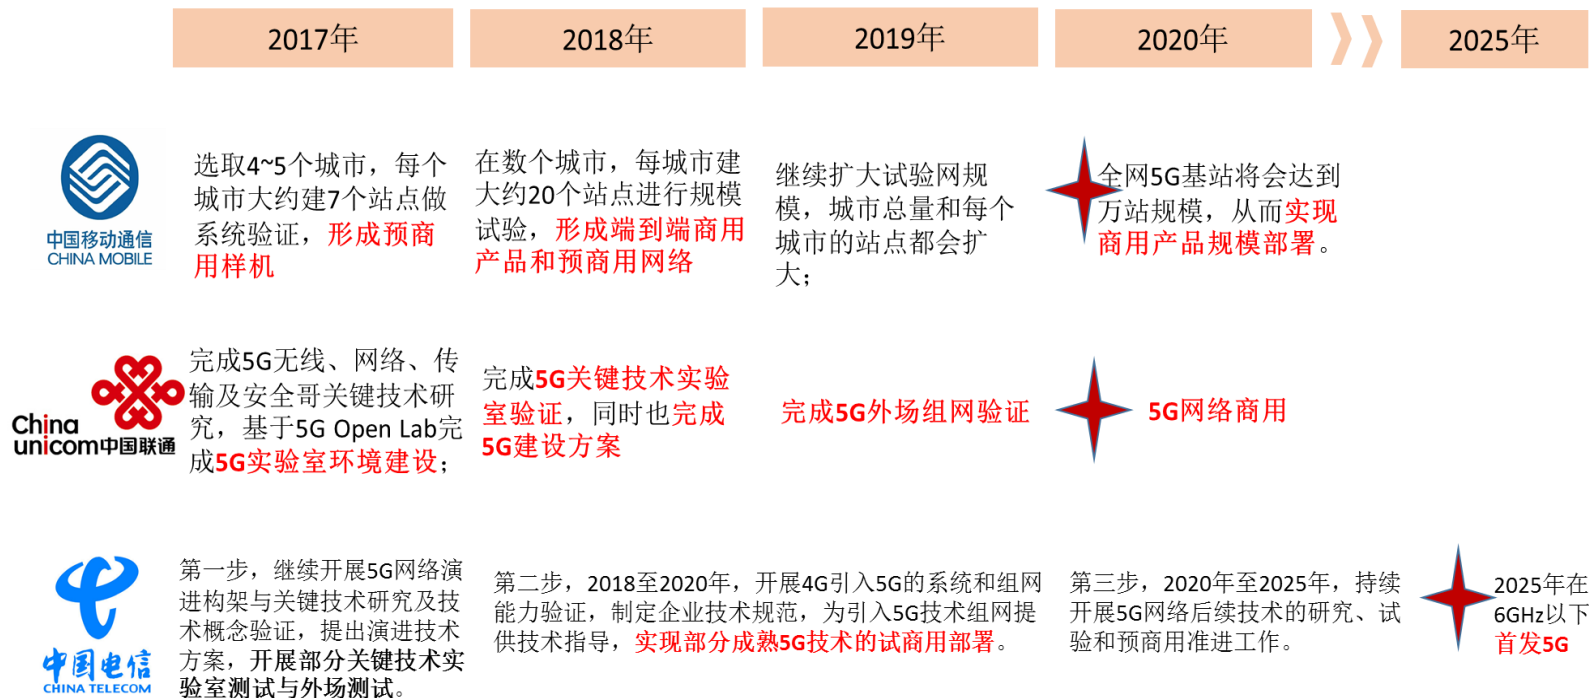 2017年
2018年
2019年
2020年
2025年
中国移动通信
CHINA MOBILE
选取4~5个城市，每个
城市大约建7个站点做
系统验证，形成预商
用样机
在数个城市，每城市建
大约20个站点进行规模
试验，形成端到端商用
产品和预商用网络
继续扩大试验网规
模，城市总量和每个
城市的站点都会扩
大；
全网5G基站将会达到
万站规模，从而实现
商用产品规模部署。
China
unicom中国联通
完成5G无线、网络、传
输及安全哥关键技术研
究，基于5G Open Lab完
成5G实验室环境建设；
完成5G关键技术实验
室验证，同时也完成
5G建设方案
完成5G外场组网验证
5G网络商用
中国电信
CHINA TELECOM
第一步，继续开展5G网络演
进构架与关键技术研究及技
术概念验证，提出演进技术
方案，开展部分关键技术实
验室测试与外场测试。
第二步，2018至2020年，开展4G引入5G的系统和组网
能力验证，制定企业技术规范，为引入5G技术组网提
供技术指导，实现部分成熟5G技术的试商用部署。
第三步，2020年至2025年，持续
开展5G网络后续技术的研究、试
验和预商用准进工作。
2025年在
6GHz以下
首发5G